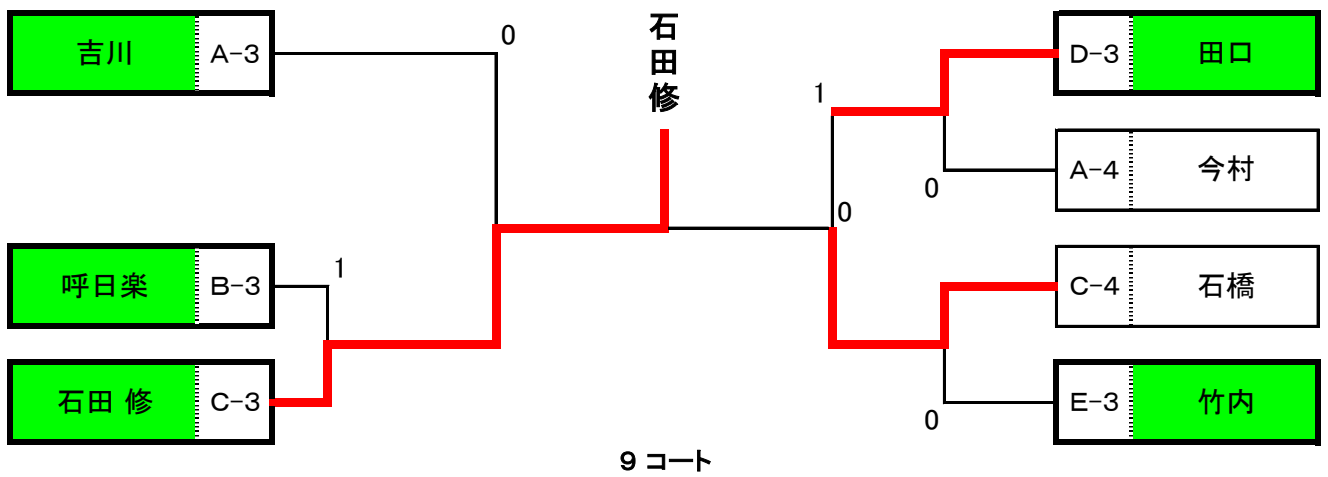 石田修
吉川 A-3
0
呼日楽 B-3
1
石田 修 C-3
D-3 田口
1
A-4 今村
0
0
C-4 石橋
E-3 竹内
0
9 コート